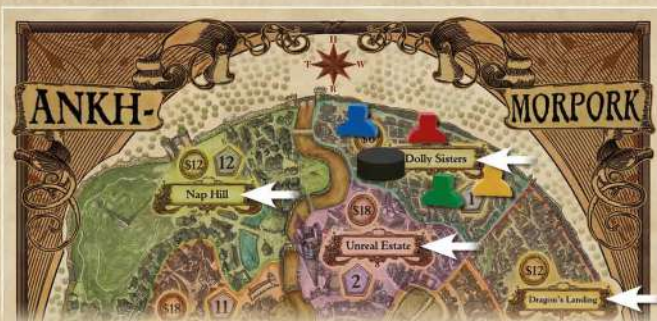 H
T W
R
ANKH- MORPORK
$12 12
Dolly Sisters
Nap Hill
1
$18
Unreal Estate
2
$12
Dragon's Landing
$18 11